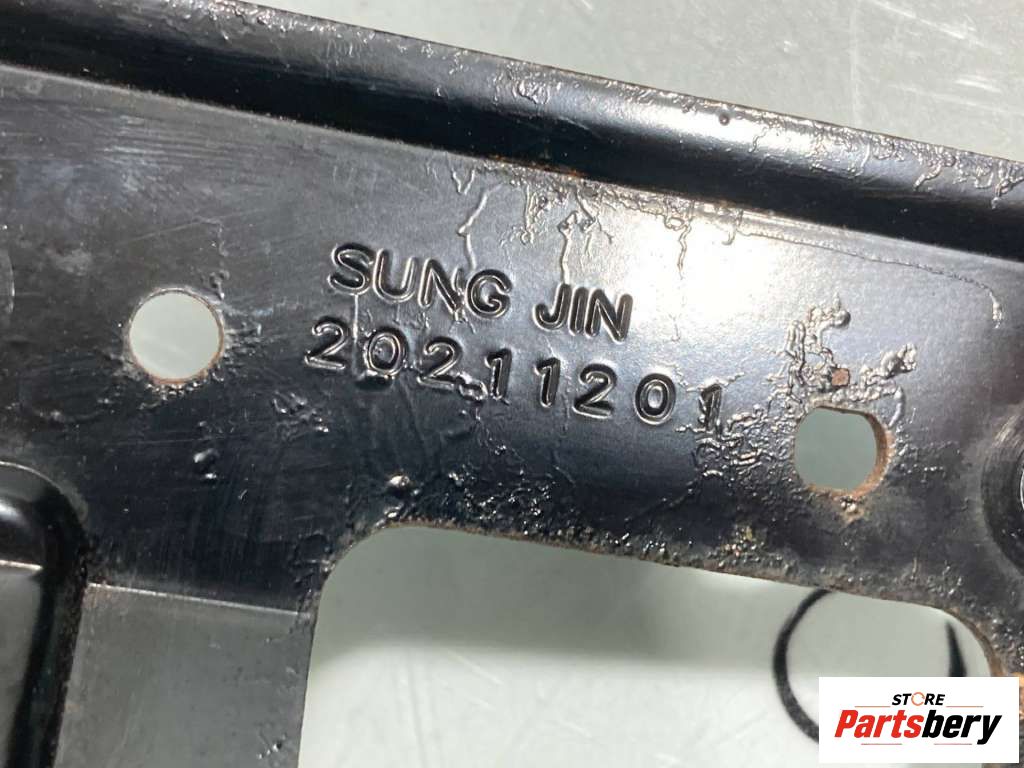 SUNG JIN
20211201
STORE
Partsbery